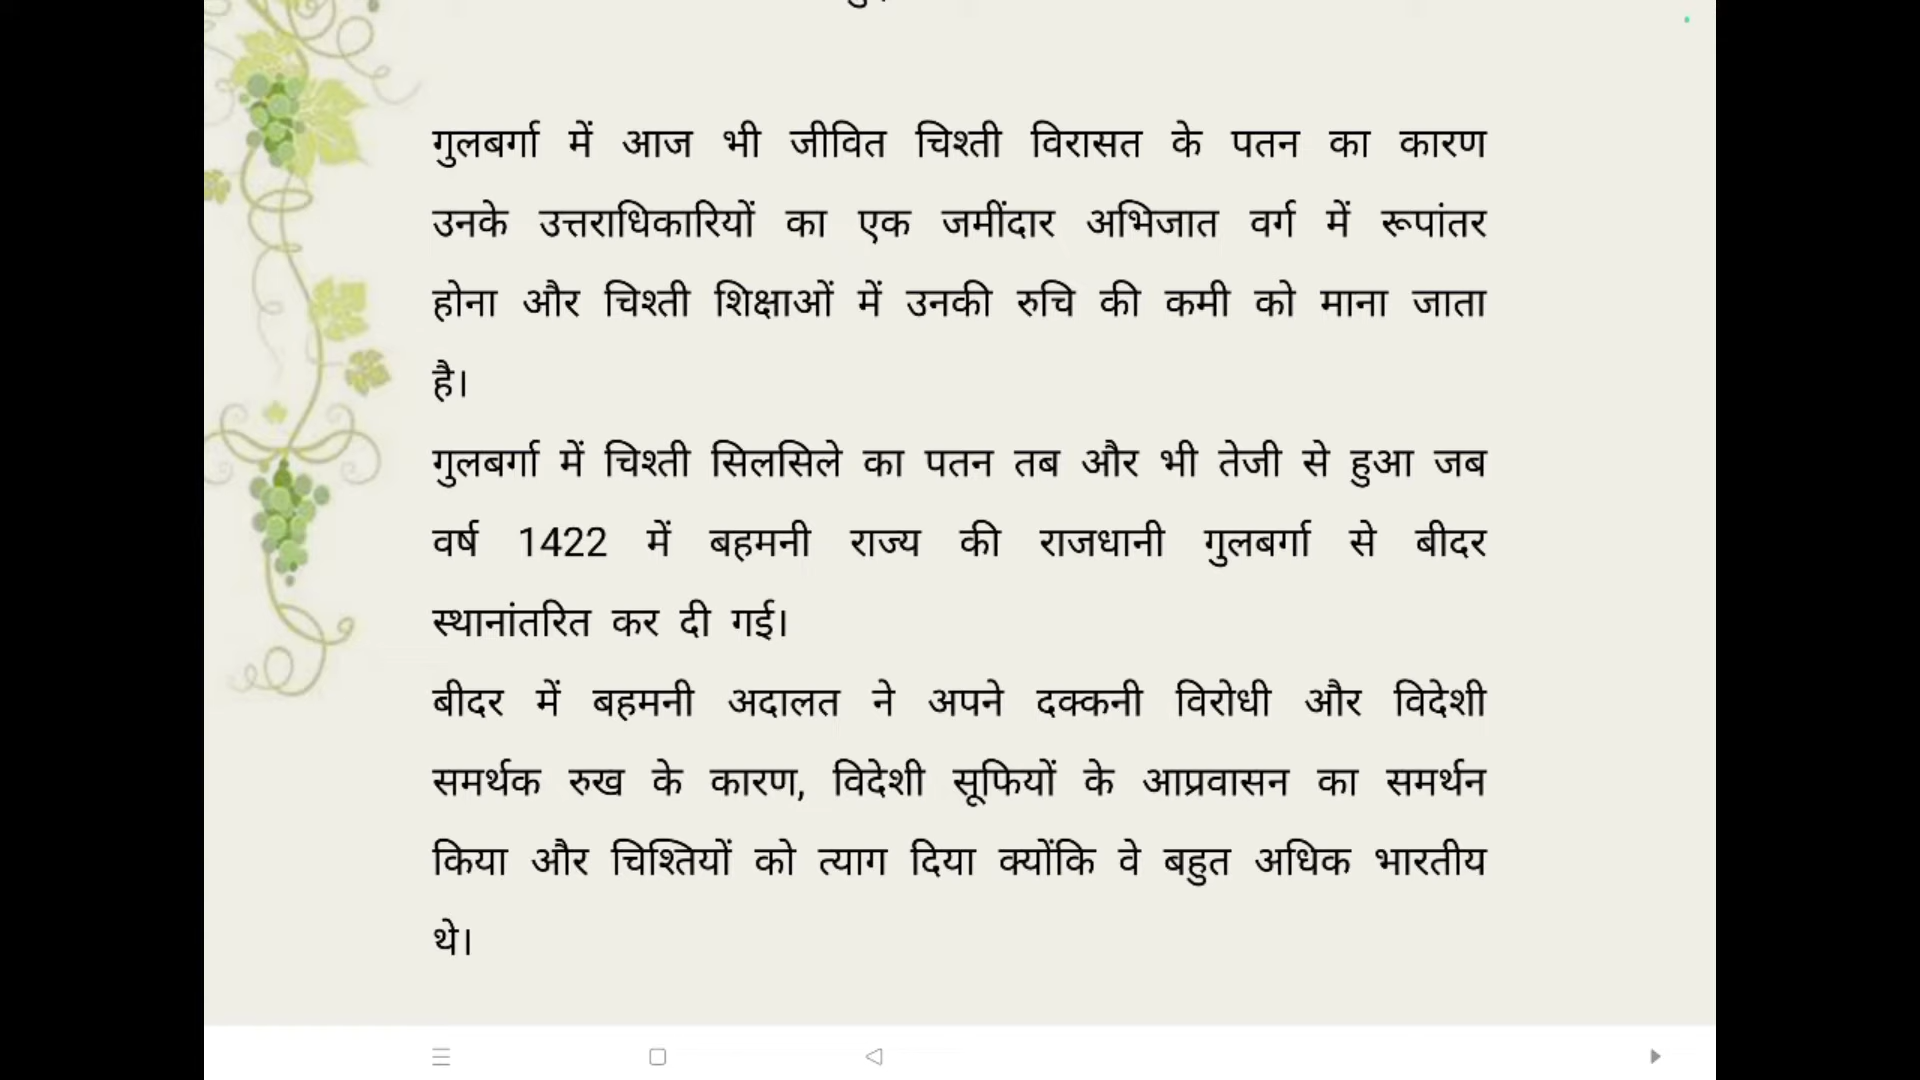 गुलबर्गा में आज भी जीवित चिश्ती विरासत के पतन का कारण
उनके उत्तराधिकारियों का एक जमींदार अभिजात वर्ग में रूपांतर
होना और चिश्ती शिक्षाओं में उनकी रुचि की कमी को माना जाता
है।
गुलबर्गा में चिश्ती सिलसिले का पतन तब और भी तेजी से हुआ जब
वर्ष 1422 में बहमनी राज्य की राजधानी गुलबर्गा से बीदर
स्थानांतरित कर दी गई।
बीदर में बहमनी अदालत ने अपने दक्कनी विरोधी और विदेशी
समर्थक रुख के कारण, विदेशी सूफियों के आप्रवासन का समर्थन
किया और चिश्तियों को त्याग दिया क्योंकि वे बहुत अधिक भारतीय
थे।